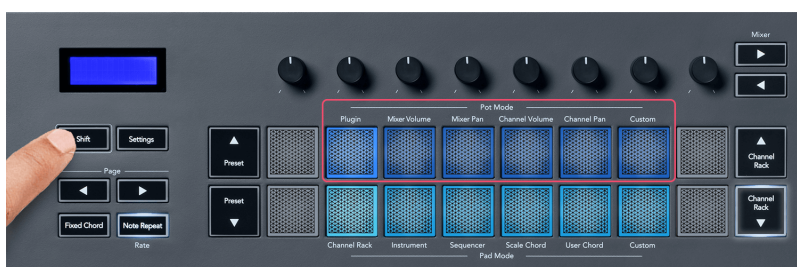 Mixer
Pot Mode
Plugin Mixer Volume Mixer Pan Channel Volume Channel Pan Custom
Shift Settings
Preset
Channel
Rack
Page
Preset
Channel
Rack
Fixed Chord Note Repeat
Rate
Channel Rack Instrument Sequencer Scale Chord User Chord Custom
Pad Mode